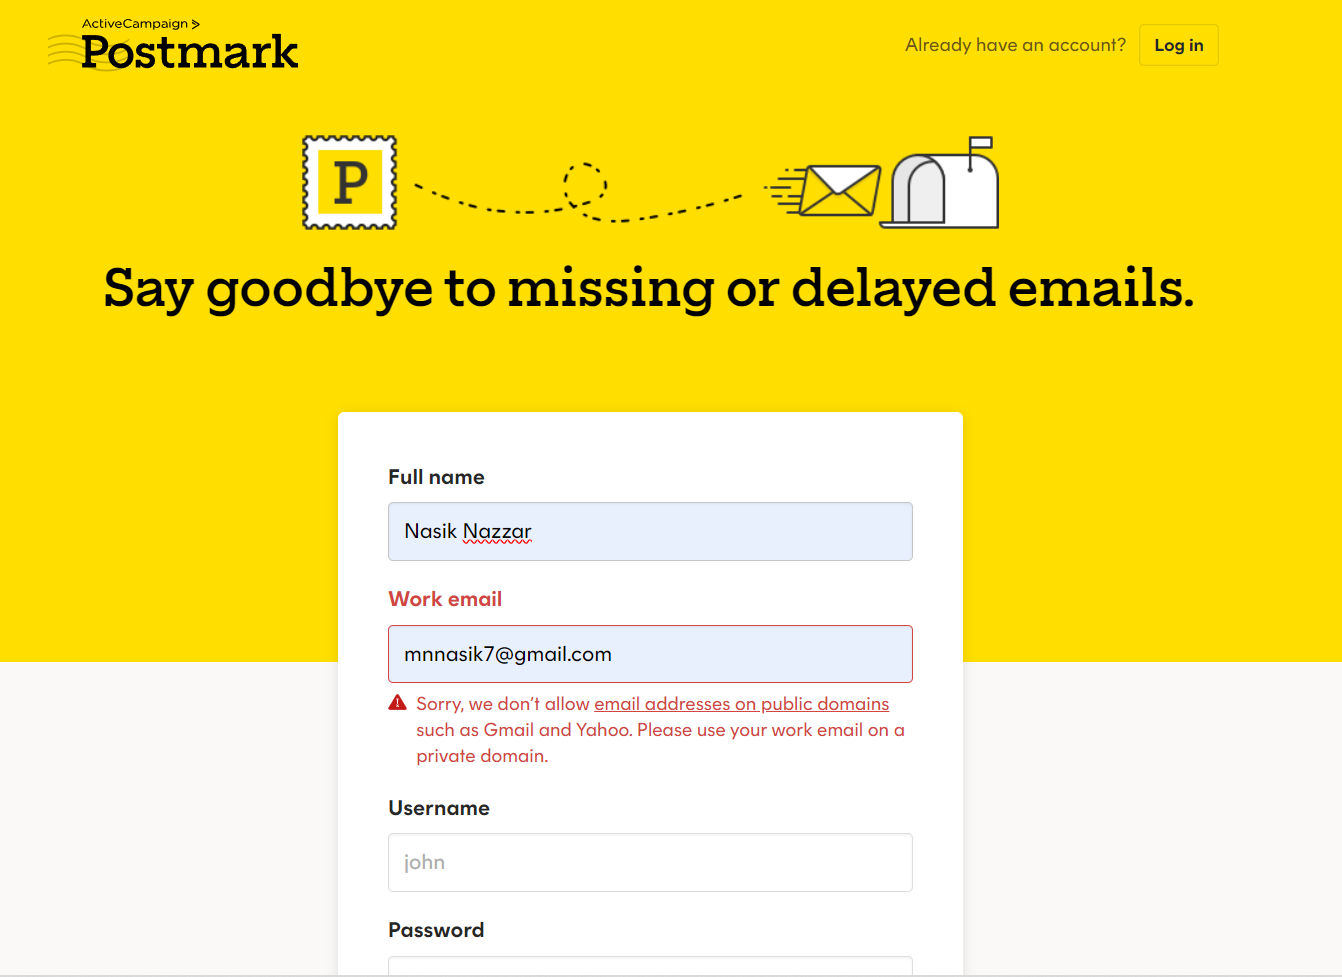 ActiveCampaign >
Postmark
Already have an account? Log in
P
Say goodbye to missing or delayed emails.
Full name
Nasik Nazzar
Work email
mnnasik7@gmail.com
Sorry, we don’t allow email addresses on public domains
such as Gmail and Yahoo. Please use your work email on a
private domain.
Username
john
Password